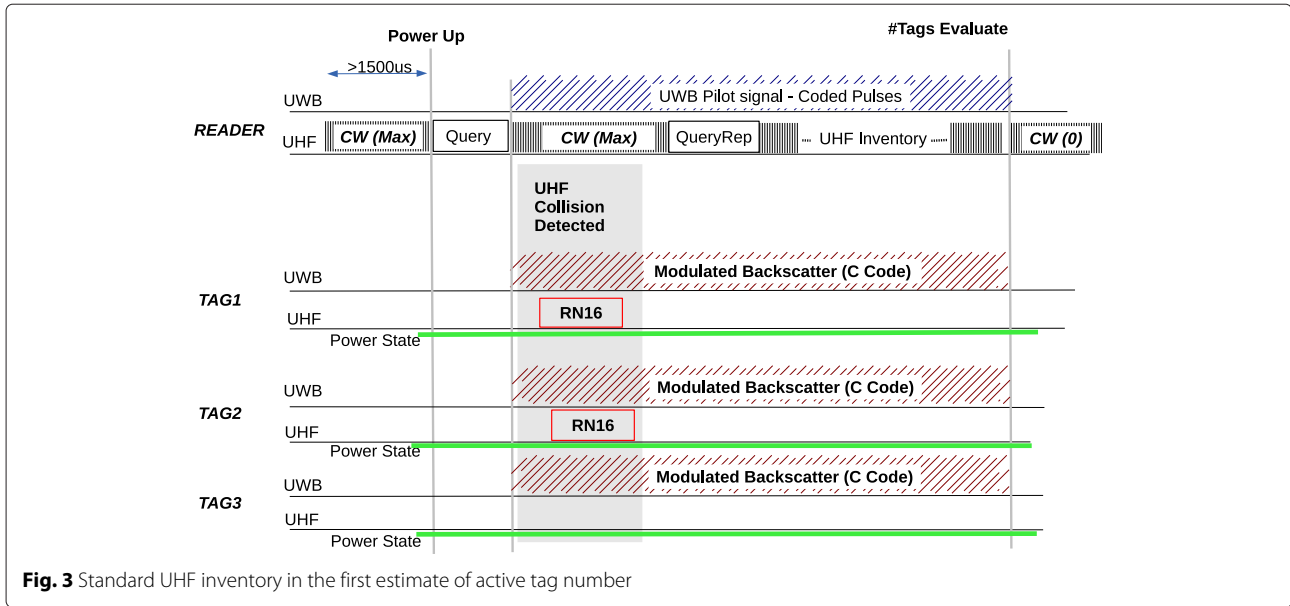 Power Up
#Tags Evaluate
>1500us
UWB
UWB Pilot signal - Coded Pulses
READER
UHF
CW (Max)
Query
CW (Max)
QueryRep
UHF Inventory
CW (0)
UHF
Collision
Detected
UWB
Modulated Backscatter (C Code)
TAG1
RN16
UHF
Power State
UWB
Modulated Backscatter (C Code)
TAG2
RN16
UHF
Power State
Modulated Backscatter (C Code)
UWB
TAG3
UHF
Power State
Fig. 3 Standard UHF inventory in the first estimate of active tag number